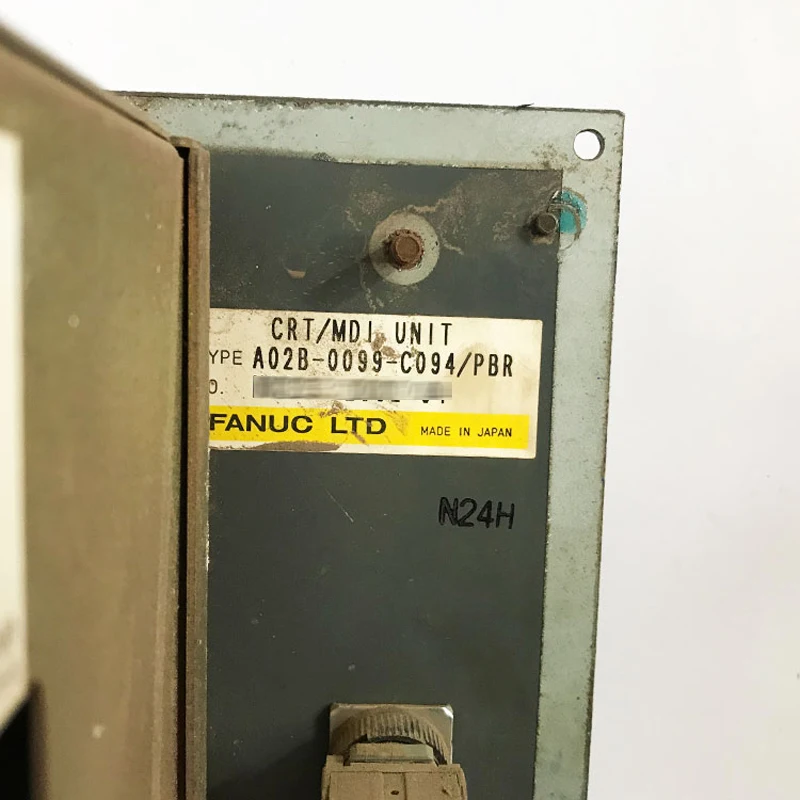 CRT/MDI UNIT
YPE A02B-0099-C094/PBR
O.
FANUC LTD MADE IN JAPAN
N24H